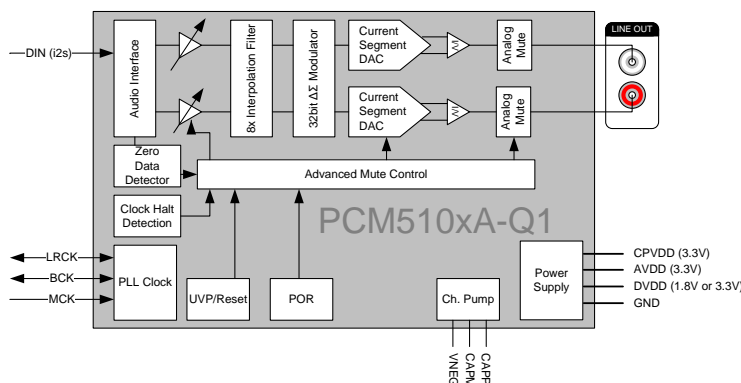 DIN (i2s)
Audio Interface
8x Interpolation Filter
32bit ΔΣ Modulator
Current
Segment
DAC
Analog
Mute
LINE OUT
Current
Segment
DAC
Analog
Mute
Zero
Data
Detector
Advanced Mute Control
Clock Halt
Detection
PCM510xA-Q1
LRCK
BCK
MCK
PLL Clock
UVP/Reset
POR
Ch. Pump
Power
Supply
CPVDD (3.3V)
AVDD (3.3V)
DVDD (1.8V or 3.3V)
GND
VNEG
CAPM
CAPP